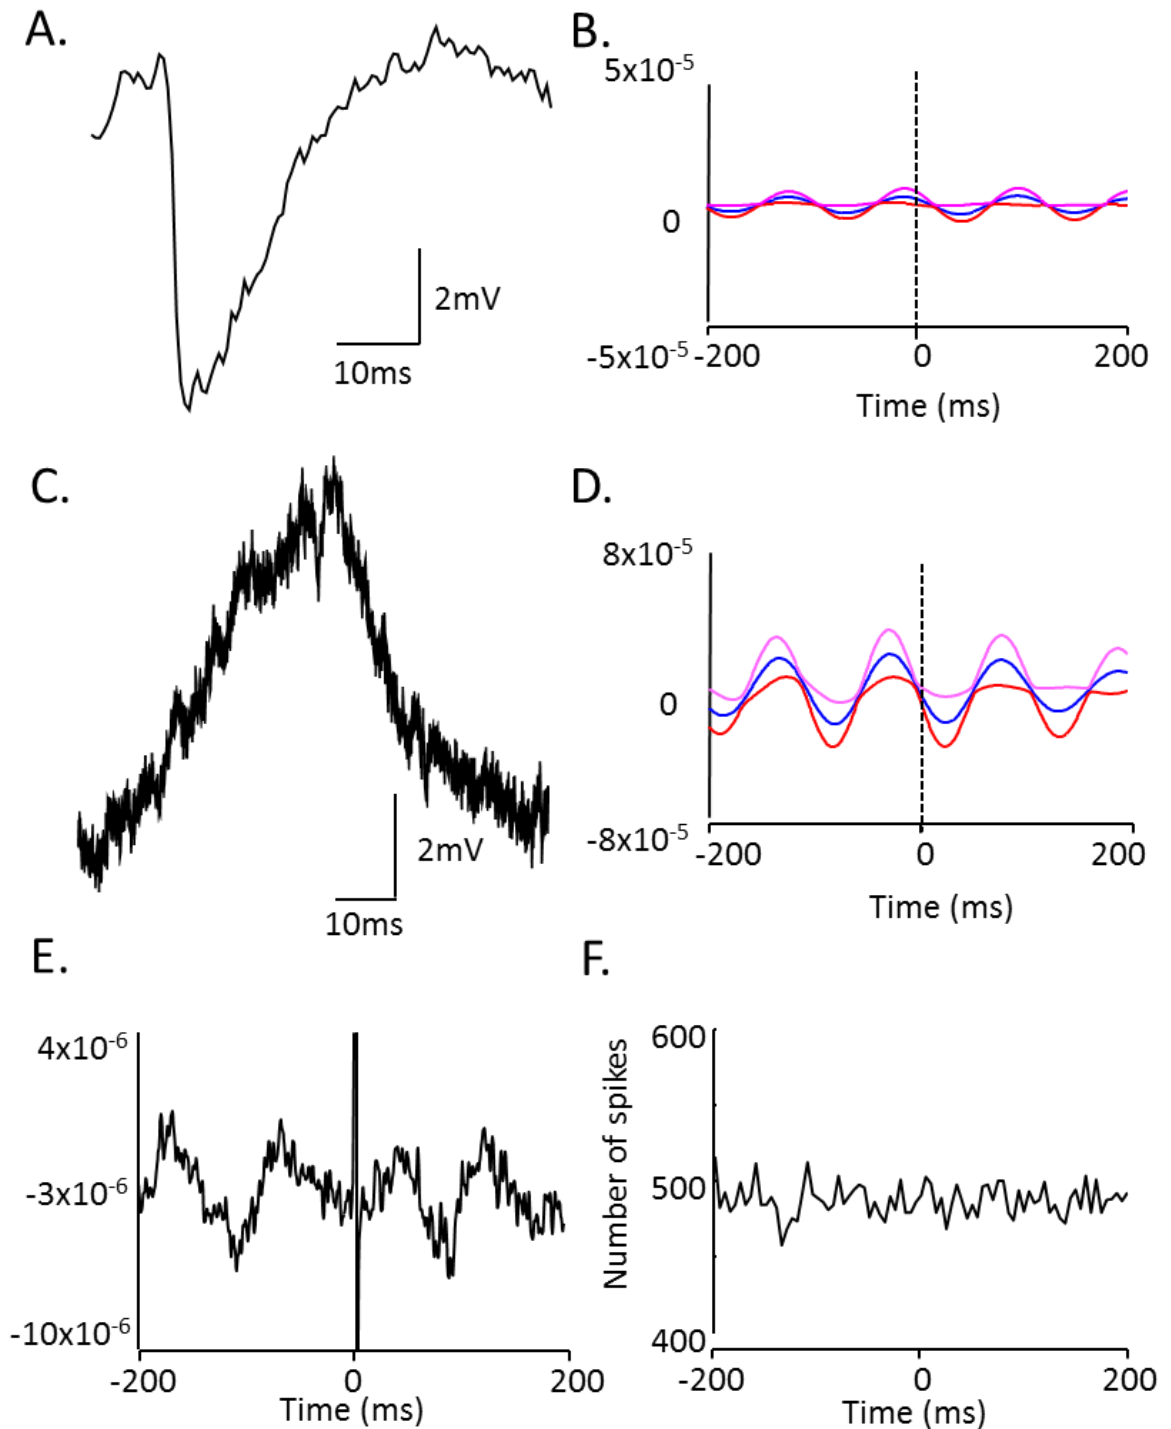 A.
2mV
10ms
B.
5x10⁻⁵
0
-5x10⁻⁵
-200 0 200
Time (ms)
C.
2mV
10ms
D.
8x10⁻⁵
0
-8x10⁻⁵
-200 0 200
Time (ms)
E.
4x10⁻⁶
-3x10⁻⁶
-10x10⁻⁶
-200 0 200
Time (ms)
F.
Number of spikes
600
500
400
-200 0 200
Time (ms)